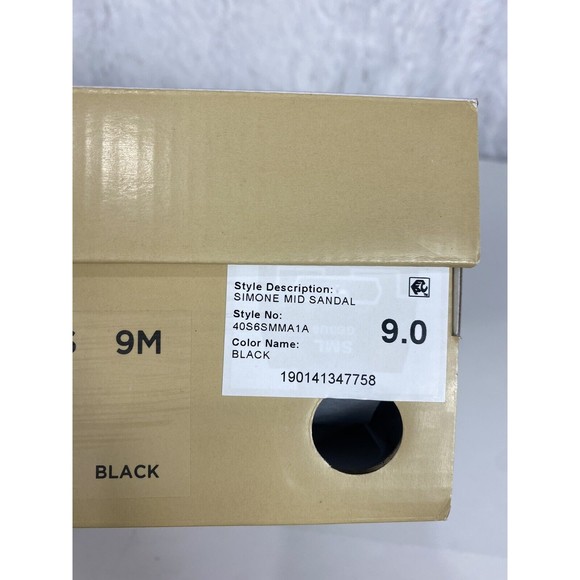 Style Description:
SIMONE MID SANDAL
Style No:
40S6SMMA1A
9.0
Color Name:
BLACK
190141347758
9M
BLACK